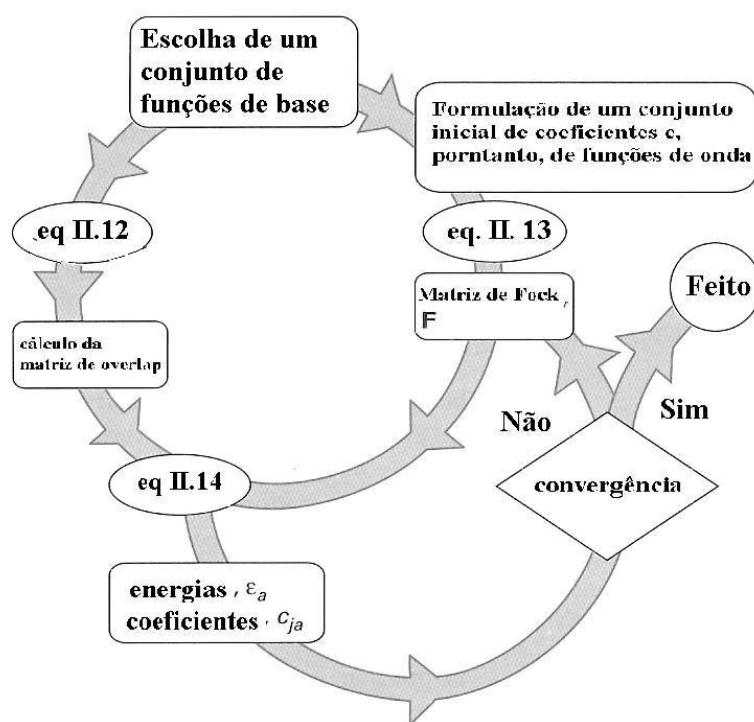 Escolha de um
conjunto de
funções de base
Formulação de um conjunto
inicial de coeficientes c,
porntanto, de funções de onda
eq II.12
eq. II. 13
Matriz de Fock ,
F
Feito
cálculo da
matriz de overlap
Não
Sim
eq II.14
convergência
energias , εa
coeficientes , cja